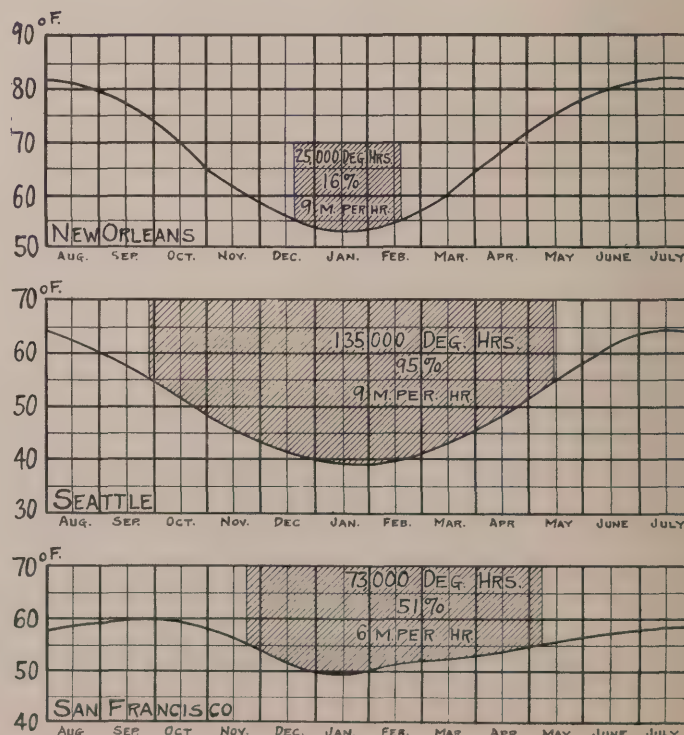 90°F.
80
70
60
50
25,000 DEG HRS.
16%
9 M. PER HR.
NEW ORLEANS
AUG. SEP. OCT. NOV. DEC. JAN. FEB. MAR. APR. MAY JUNE JULY
70°F.
60
50
40
30
135,000 DEG. HRS.
95%
9 M. PER. HR.
SEATTLE
AUG. SEP. OCT. NOV. DEC JAN. FEB. MAR. APR MAY JUNE JULY
70°F.
60
50
40
73,000 DEG. HRS.
51%
6 M. PER HR.
SAN FRANCISCO
AUG SEP. OCT. NOV. DEC. JAN FEB. MAR. APR. MAY JUNE JULY